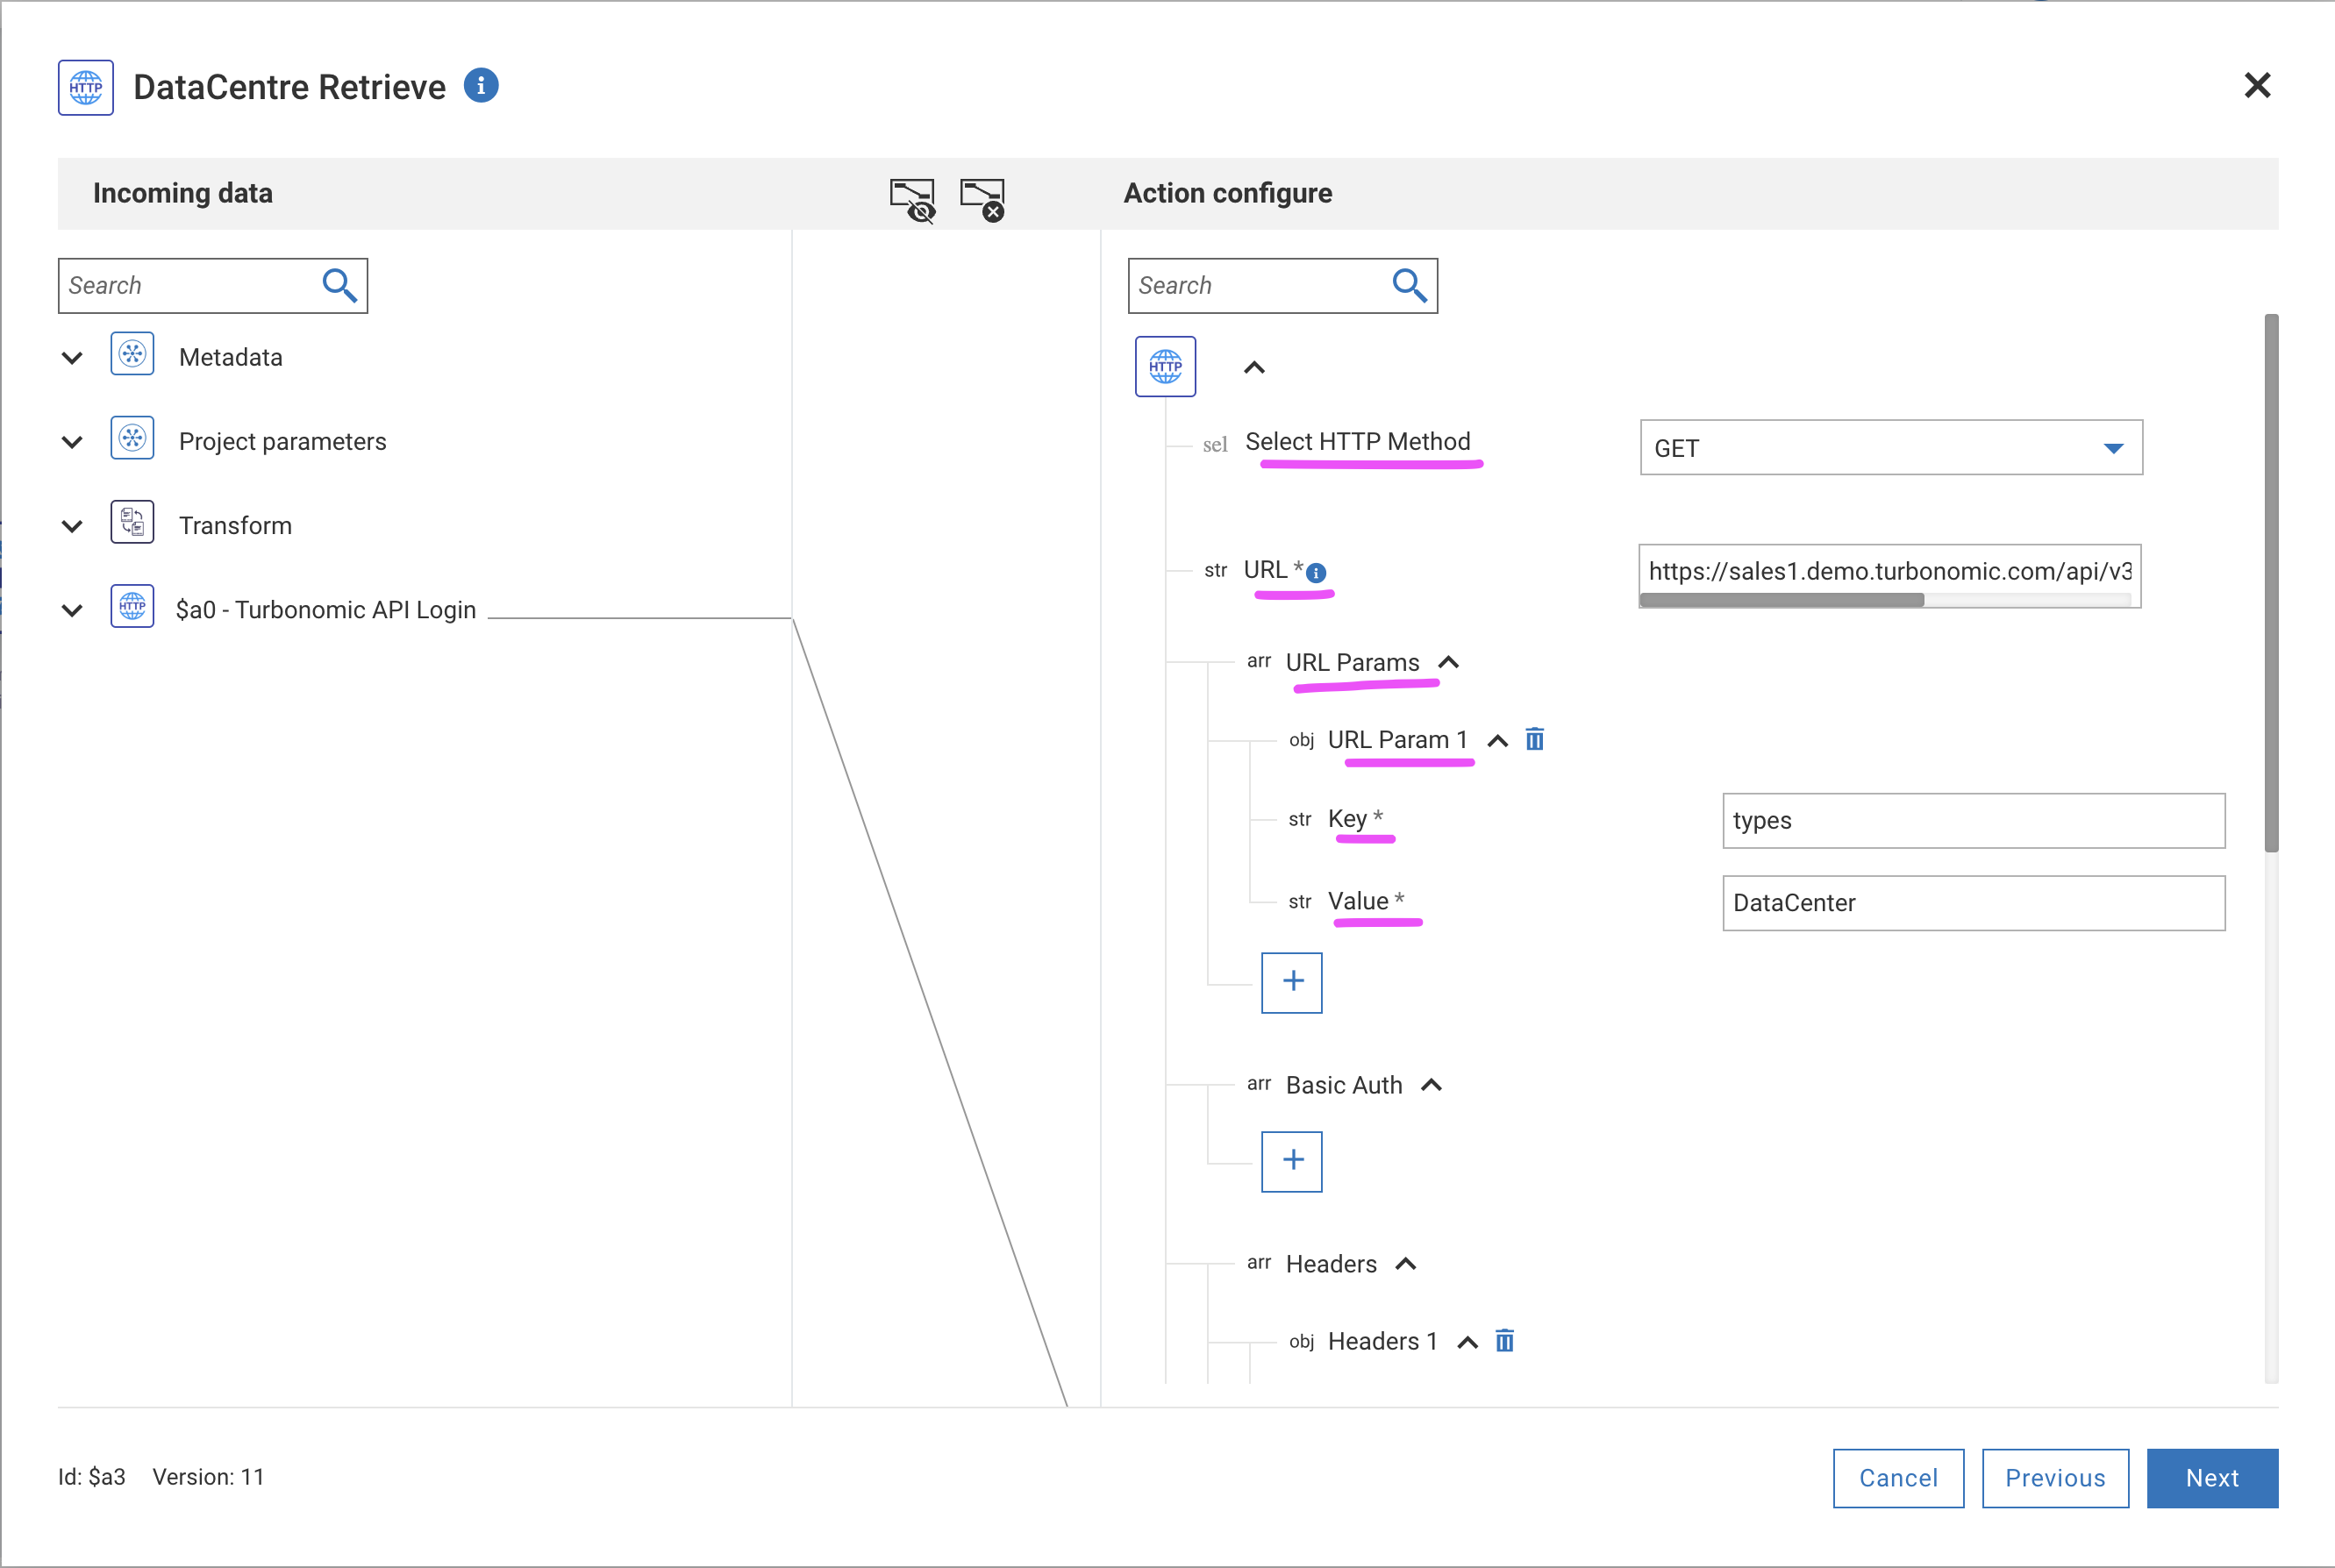 HTTP DataCentre Retrieve i
Incoming data
Action configure
Search
Search
Metadata
HTTP
Project parameters
sel Select HTTP Method GET
Transform
str URL * i https://sales1.demo.turbonomic.com/api/v3
HTTP $a0 - Turbonomic API Login
arr URL Params
obj URL Param 1
str Key * types
str Value * DataCenter
+
arr Basic Auth
+
arr Headers
obj Headers 1
Id: $a3 Version: 11
Cancel Previous Next